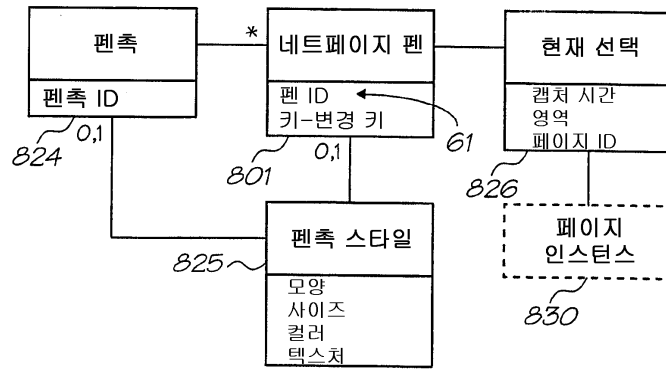 펜촉
펜촉 ID
0,1
824
*
네트페이지 펜
펜 ID
키-변경 키
61
0,1
801
현재 선택
캡처 시간
영역
페이지 ID
826
펜촉 스타일
모양
사이즈
컬러
텍스처
825
페이지
인스턴스
830